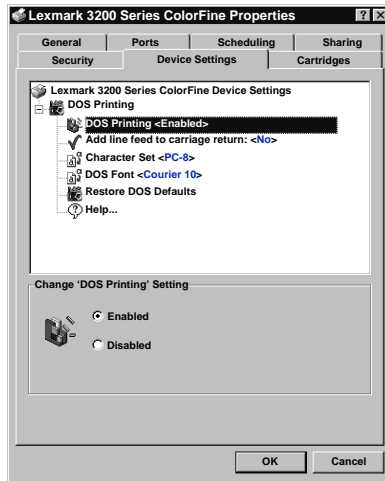 Lexmark 3200 Series ColorFine Properties
General Ports Scheduling Sharing
Security Device Settings Cartridges
Lexmark 3200 Series ColorFine Device Settings
DOS Printing
DOS Printing <Enabled>
Add line feed to carriage return: <No>
Character Set <PC-8>
DOS Font <Courier 10>
Restore DOS Defaults
Help...
Change ‘DOS Printing’ Setting
Enabled
Disabled
OK Cancel